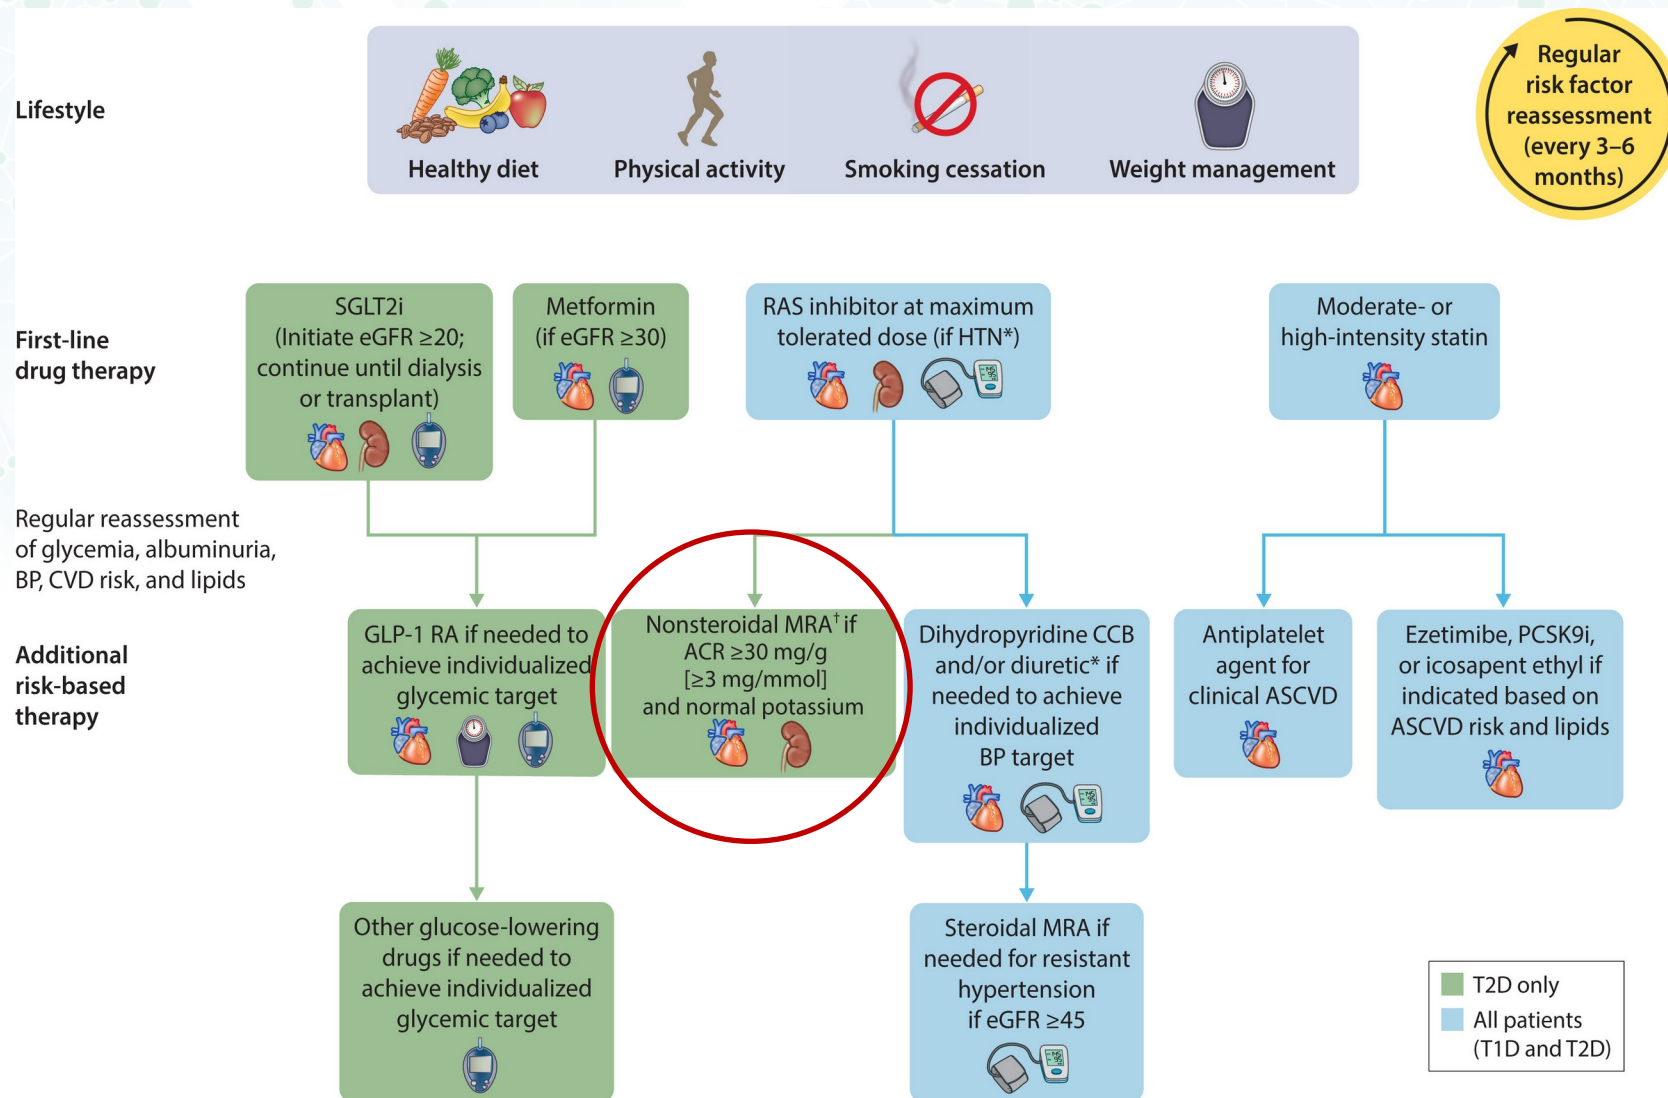 Lifestyle
Healthy diet
Physical activity
Smoking cessation
Weight management
Regular
risk factor
reassessment
(every 3–6
months)
First-line
drug therapy
SGLT2i
(Initiate eGFR ≥20;
continue until dialysis
or transplant)
Metformin
(if eGFR ≥30)
RAS inhibitor at maximum
tolerated dose (if HTN*)
Moderate- or
high-intensity statin
Regular reassessment
of glycemia, albuminuria,
BP, CVD risk, and lipids
Additional
risk-based
therapy
GLP-1 RA if needed to
achieve individualized
glycemic target
Nonsteroidal MRA† if
ACR ≥30 mg/g
[≥3 mg/mmol]
and normal potassium
Dihydropyridine CCB
and/or diuretic* if
needed to achieve
individualized
BP target
Antiplatelet
agent for
clinical ASCVD
Ezetimibe, PCSK9i,
or icosapent ethyl if
indicated based on
ASCVD risk and lipids
Other glucose-lowering
drugs if needed to
achieve individualized
glycemic target
Steroidal MRA if
needed for resistant
hypertension
if eGFR ≥45
T2D only
All patients
(T1D and T2D)